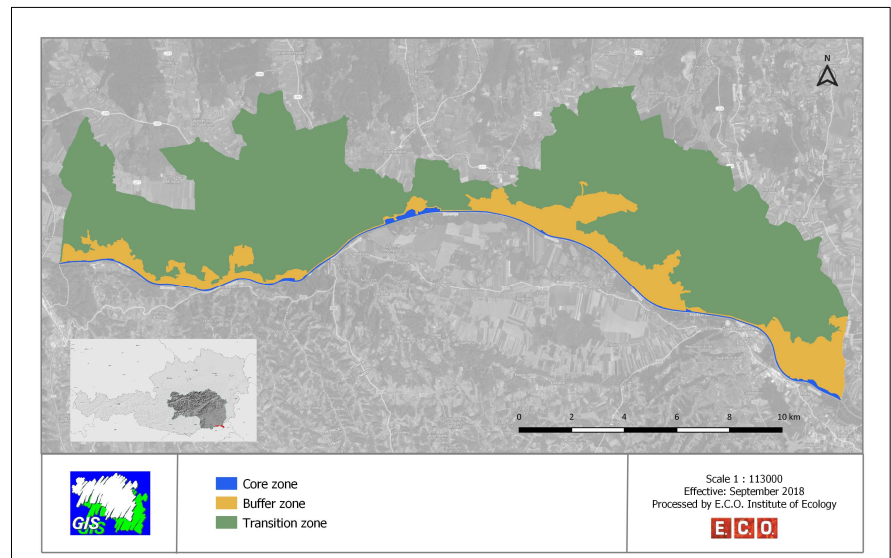 N
0 2 4 6 8 10 km
GIS
GIS
Core zone
Buffer zone
Transition zone
Scale 1 : 113000
Effective: September 2018
Processed by E.C.O. Institute of Ecology
E.C.O.